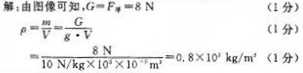 解:由图像可知,G=F浮=8 N (1分)
ρ=m/V=G/(g·V) (1分)
=8 N/(10 N/kg×10³×10⁻⁶ m³)=0.8×10³ kg/m³ (1分)